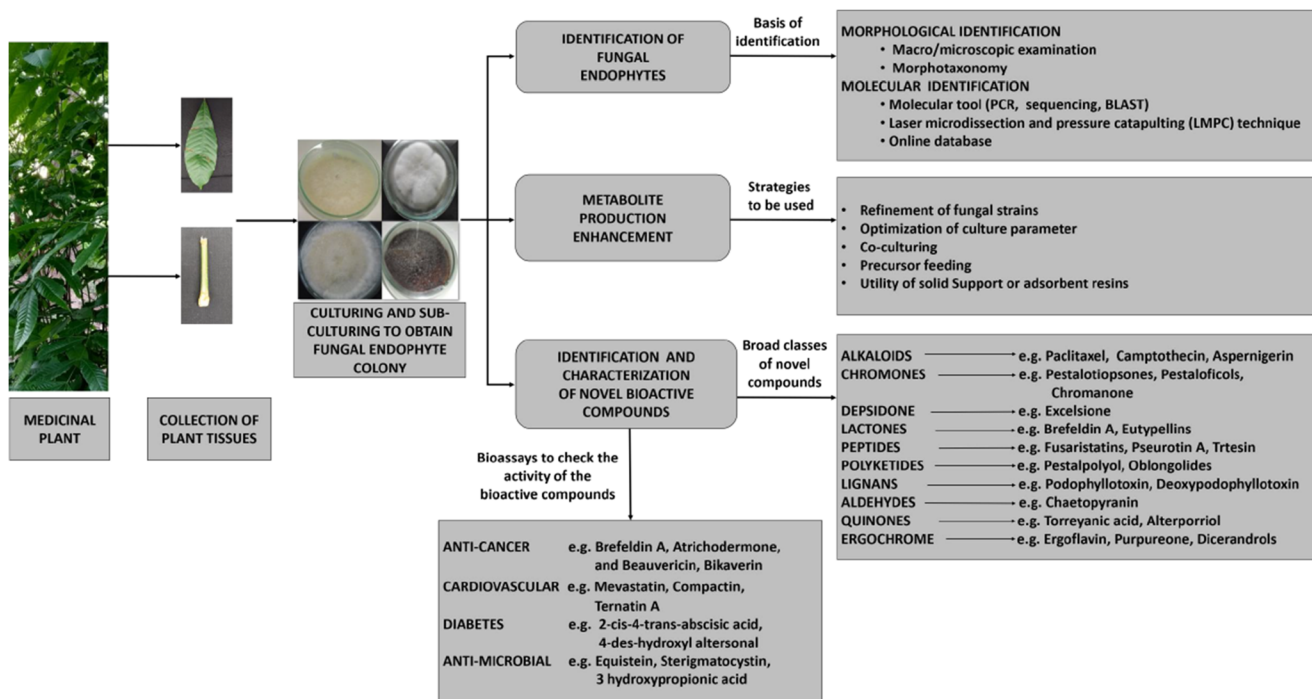 MEDICINAL
PLANT
COLLECTION OF
PLANT TISSUES
CULTURING AND SUB-
CULTURING TO OBTAIN
FUNGAL ENDOPHYTE
COLONY
IDENTIFICATION OF
FUNGAL
ENDOPHYTES
Basis of
identification
MORPHOLOGICAL IDENTIFICATION
• Macro/microscopic examination
• Morphotaxonomy
MOLECULAR IDENTIFICATION
• Molecular tool (PCR, sequencing, BLAST)
• Laser microdissection and pressure catapulting (LMPC) technique
• Online database
METABOLITE
PRODUCTION
ENHANCEMENT
Strategies
to be used
• Refinement of fungal strains
• Optimization of culture parameter
• Co-culturing
• Precursor feeding
• Utility of solid Support or adsorbent resins
IDENTIFICATION AND
CHARACTERIZATION
OF NOVEL BIOACTIVE
COMPOUNDS
Broad classes
of novel
compounds
ALKALOIDS e.g. Paclitaxel, Camptothecin, Aspernigerin
CHROMONES e.g. Pestalotiopsones, Pestaloficols,
Chromanone
DEPSIDONE e.g. Excelsione
LACTONES e.g. Brefeldin A, Eutypellins
PEPTIDES e.g. Fusaristatins, Pseurotin A, Trtesin
POLYKETIDES e.g. Pestalpolyol, Oblongolides
LIGNANS e.g. Podophyllotoxin, Deoxypodophyllotoxin
ALDEHYDES e.g. Chaetopyranin
QUINONES e.g. Torreyanic acid, Alterporriol
ERGOCHROME e.g. Ergoflavin, Purpureone, Dicerandrols
Bioassays to check the
activity of the
bioactive compounds
ANTI-CANCER e.g. Brefeldin A, Atrichodermone,
and Beauvericin, Bikaverin
CARDIOVASCULAR e.g. Mevastatin, Compactin,
Ternatin A
DIABETES e.g. 2-cis-4-trans-abscisic acid,
4-des-hydroxyl altersonal
ANTI-MICROBIAL e.g. Equistein, Sterigmatocystin,
3 hydroxypropionic acid